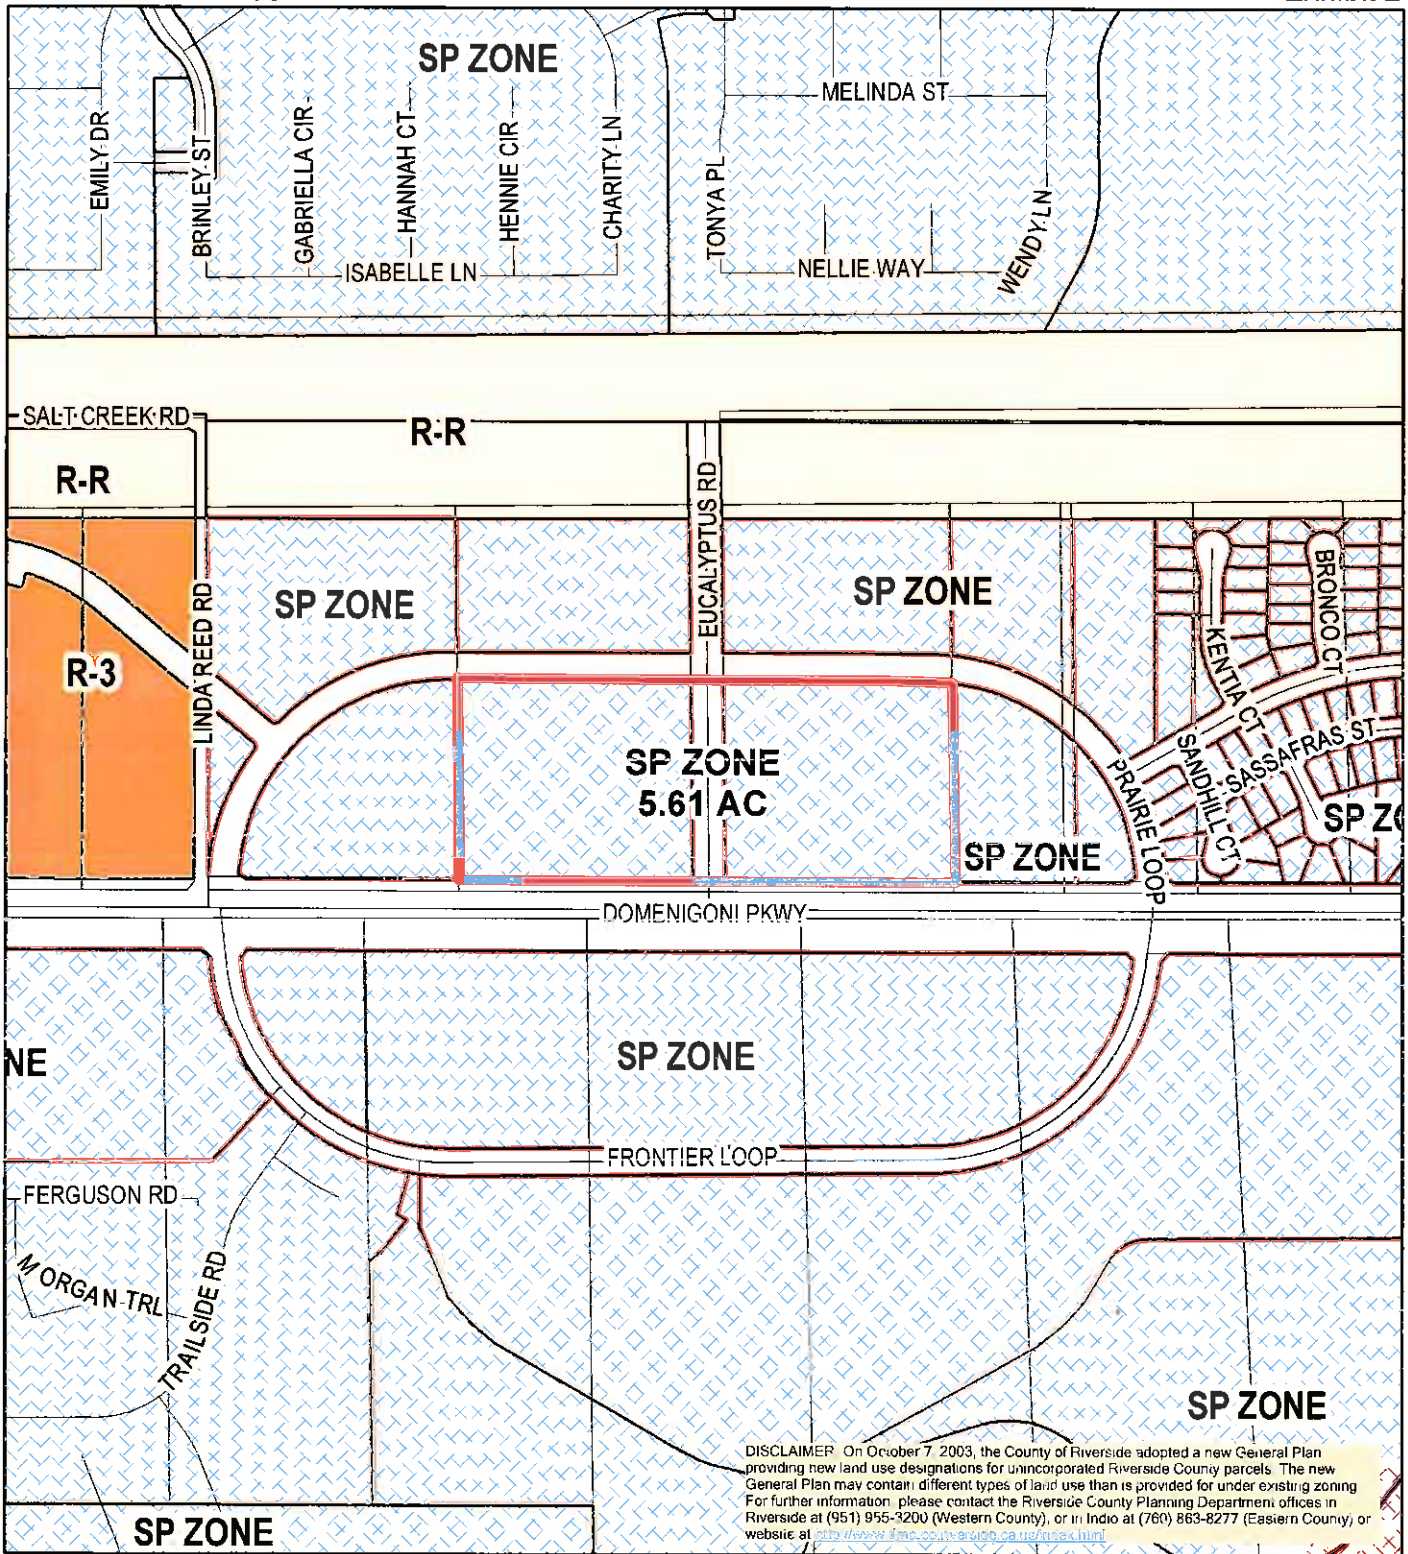 SP ZONE
MELINDA ST
EMILY DR
BRINLEY ST
GABRIELLA CIR
HANNAH CT
HENNIE CIR
CHARITY LN
TONYA PL
WENDY LN
ISABELLE LN
NELLIE WAY
SALT CREEK RD
R-R
R-R
EUCALYPTUS RD
SP ZONE
SP ZONE
LINDA REED RD
R-3
KENTIA CT
BRONCO CT
SANDHILL CT
SASSAFRAS ST
PRAIRIE LOOP
SP ZONE
5.61 AC
SP ZONE
SP ZO
DOMENIGONI PKWY
NE
SP ZONE
FRONTIER LOOP
FERGUSON RD
MORGAN TRL
TRAILSIDE RD
SP ZONE
SP ZONE
DISCLAIMER: On October 7, 2003, the County of Riverside adopted a new General Plan
providing new land use designations for unincorporated Riverside County parcels. The new
General Plan may contain different types of land use than is provided for under existing zoning.
For further information, please contact the Riverside County Planning Department offices in
Riverside at (951) 955-3200 (Western County), or in Indio at (760) 863-8277 (Eastern County) or
website at